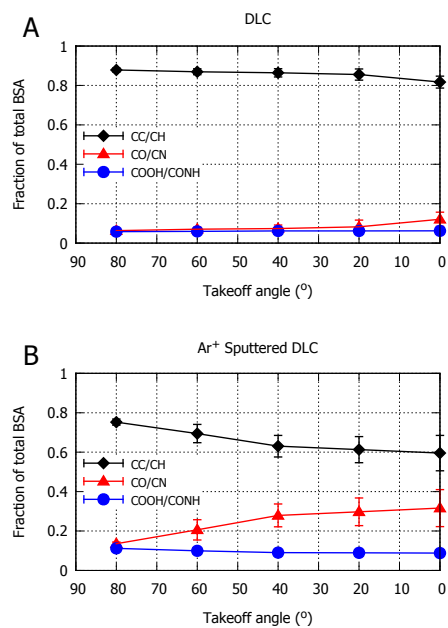 A
DLC
Fraction of total BSA
1
0.8
0.6
0.4
0.2
0
CC/CH
CO/CN
COOH/CONH
90 80 70 60 50 40 30 20 10 0
Takeoff angle (o)
B
Ar+ Sputtered DLC
Fraction of total BSA
1
0.8
0.6
0.4
0.2
0
CC/CH
CO/CN
COOH/CONH
90 80 70 60 50 40 30 20 10 0
Takeoff angle (o)